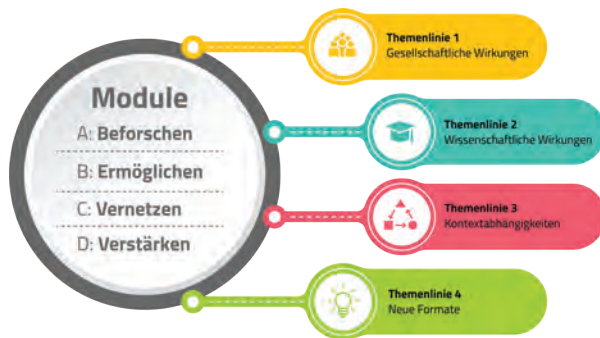 Module
A: Beforschen
B: Ermöglichen
C: Vernetzen
D: Verstärken
Themenlinie 1
Gesellschaftliche Wirkungen
Themenlinie 2
Wissenschaftliche Wirkungen
Themenlinie 3
Kontextabhängigkeiten
Themenlinie 4
Neue Formate